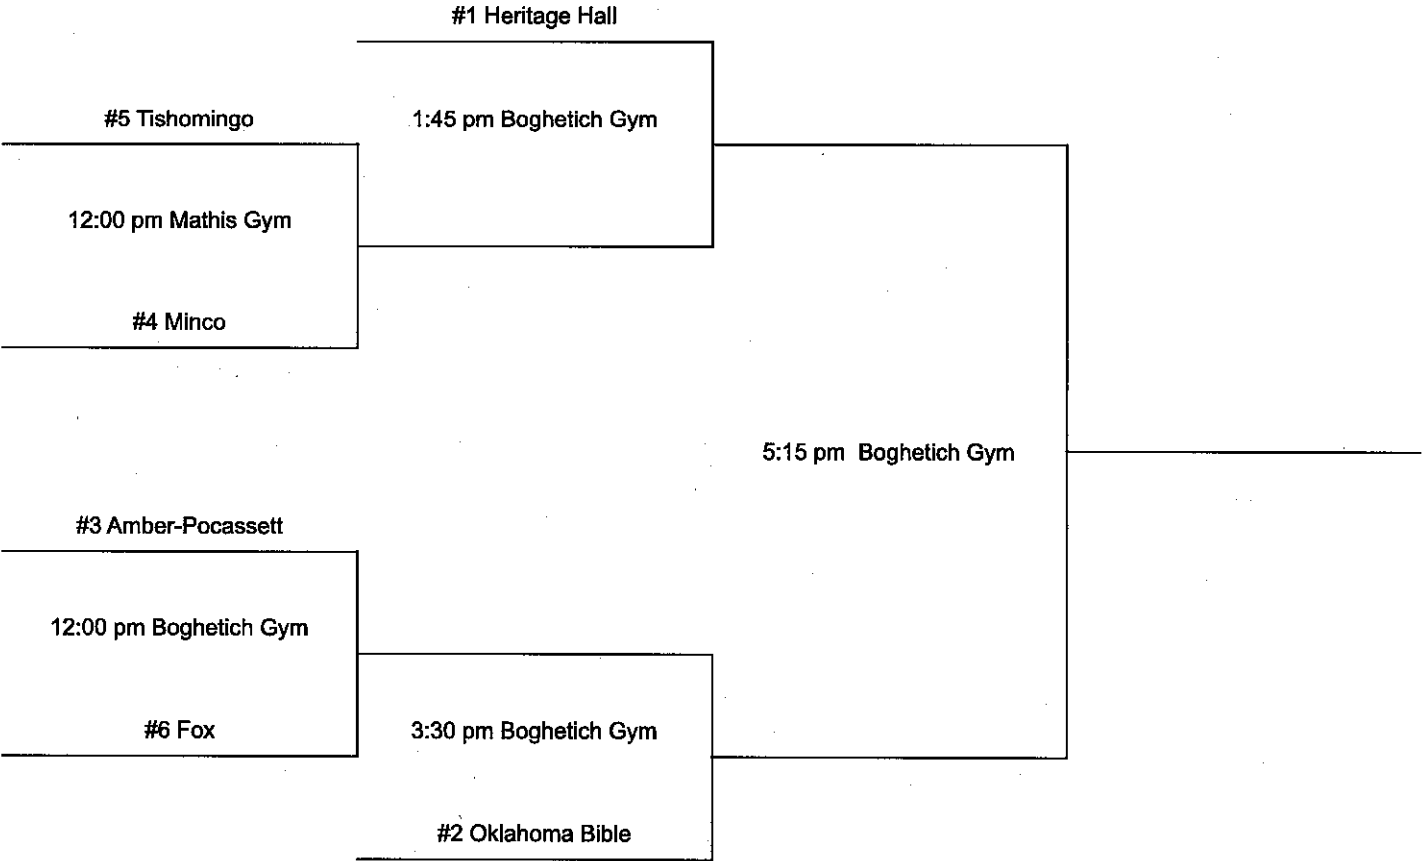 #1 Heritage Hall
#5 Tishomingo
1:45 pm Boghetich Gym
12:00 pm Mathis Gym
#4 Minco
5:15 pm Boghetich Gym
#3 Amber-Pocassett
12:00 pm Boghetich Gym
#6 Fox
3:30 pm Boghetich Gym
#2 Oklahoma Bible